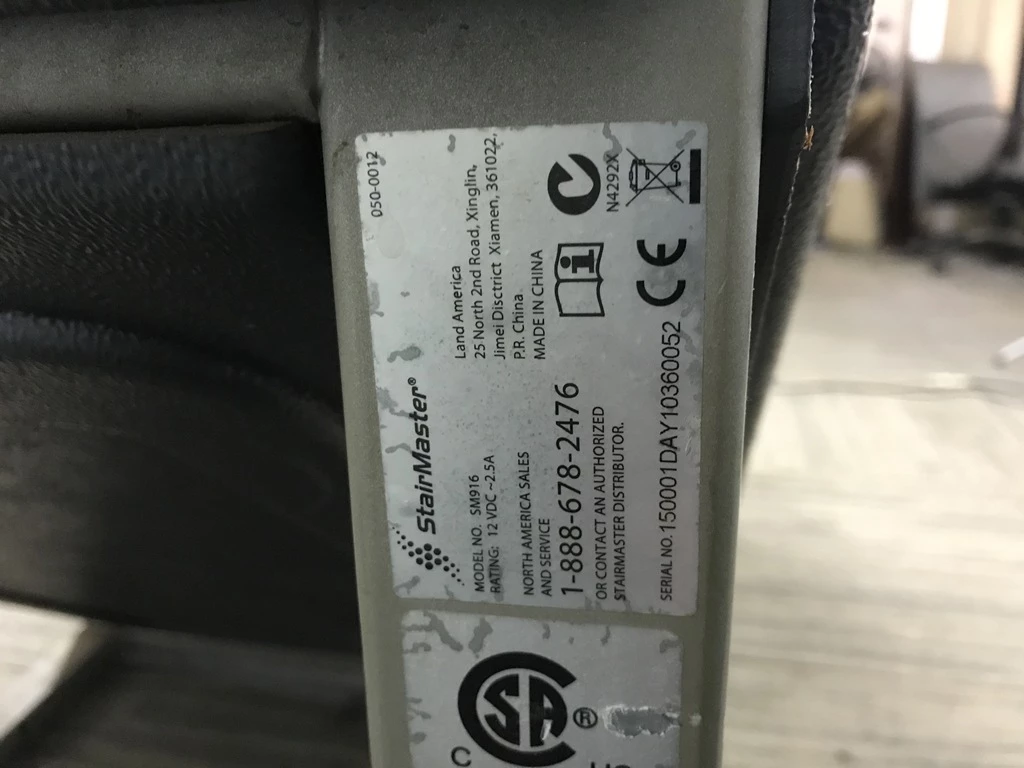 050-0012
StairMaster®
MODEL NO. SM916
RATING: 12 VDC ~2.5A
Land America
25 North 2nd Road, Xinglin,
Jimei Disctrict Xiamen, 361022,
P.R. China
MADE IN CHINA
NORTH AMERICA SALES
AND SERVICE
1-888-678-2476
OR CONTACT AN AUTHORIZED
STAIRMASTER DISTRIBUTOR.
i
N4292X
SERIAL NO.150001DAY10360052
CE
C
SA
®